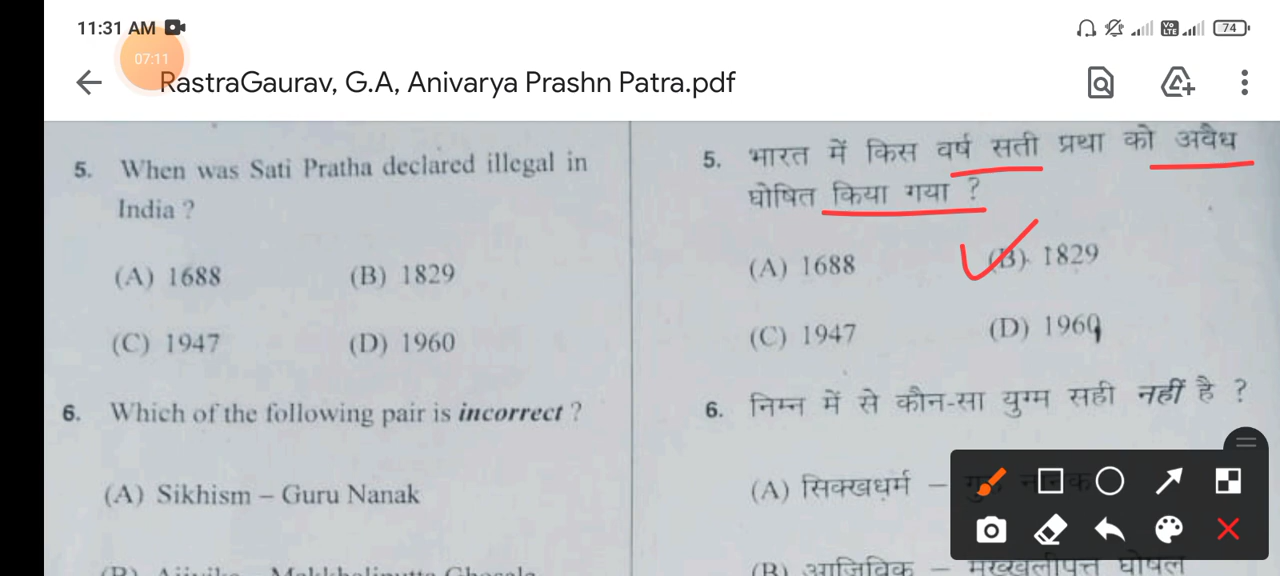 11:31 AM
74
07:11
RastraGaurav, G.A, Anivarya Prashn Patra.pdf
5. When was Sati Pratha declared illegal in
India ?
(A) 1688 (B) 1829
(C) 1947 (D) 1960
6. Which of the following pair is incorrect ?
(A) Sikhism – Guru Nanak
5. भारत में किस वर्ष सती प्रथा को अवैध
घोषित किया गया ?
(A) 1688 (B) 1829
(C) 1947 (D) 1960
6. निम्न में से कौन-सा युग्म सही नहीं है ?
(A) सिक्खधर्म –
(B) आजिविक –